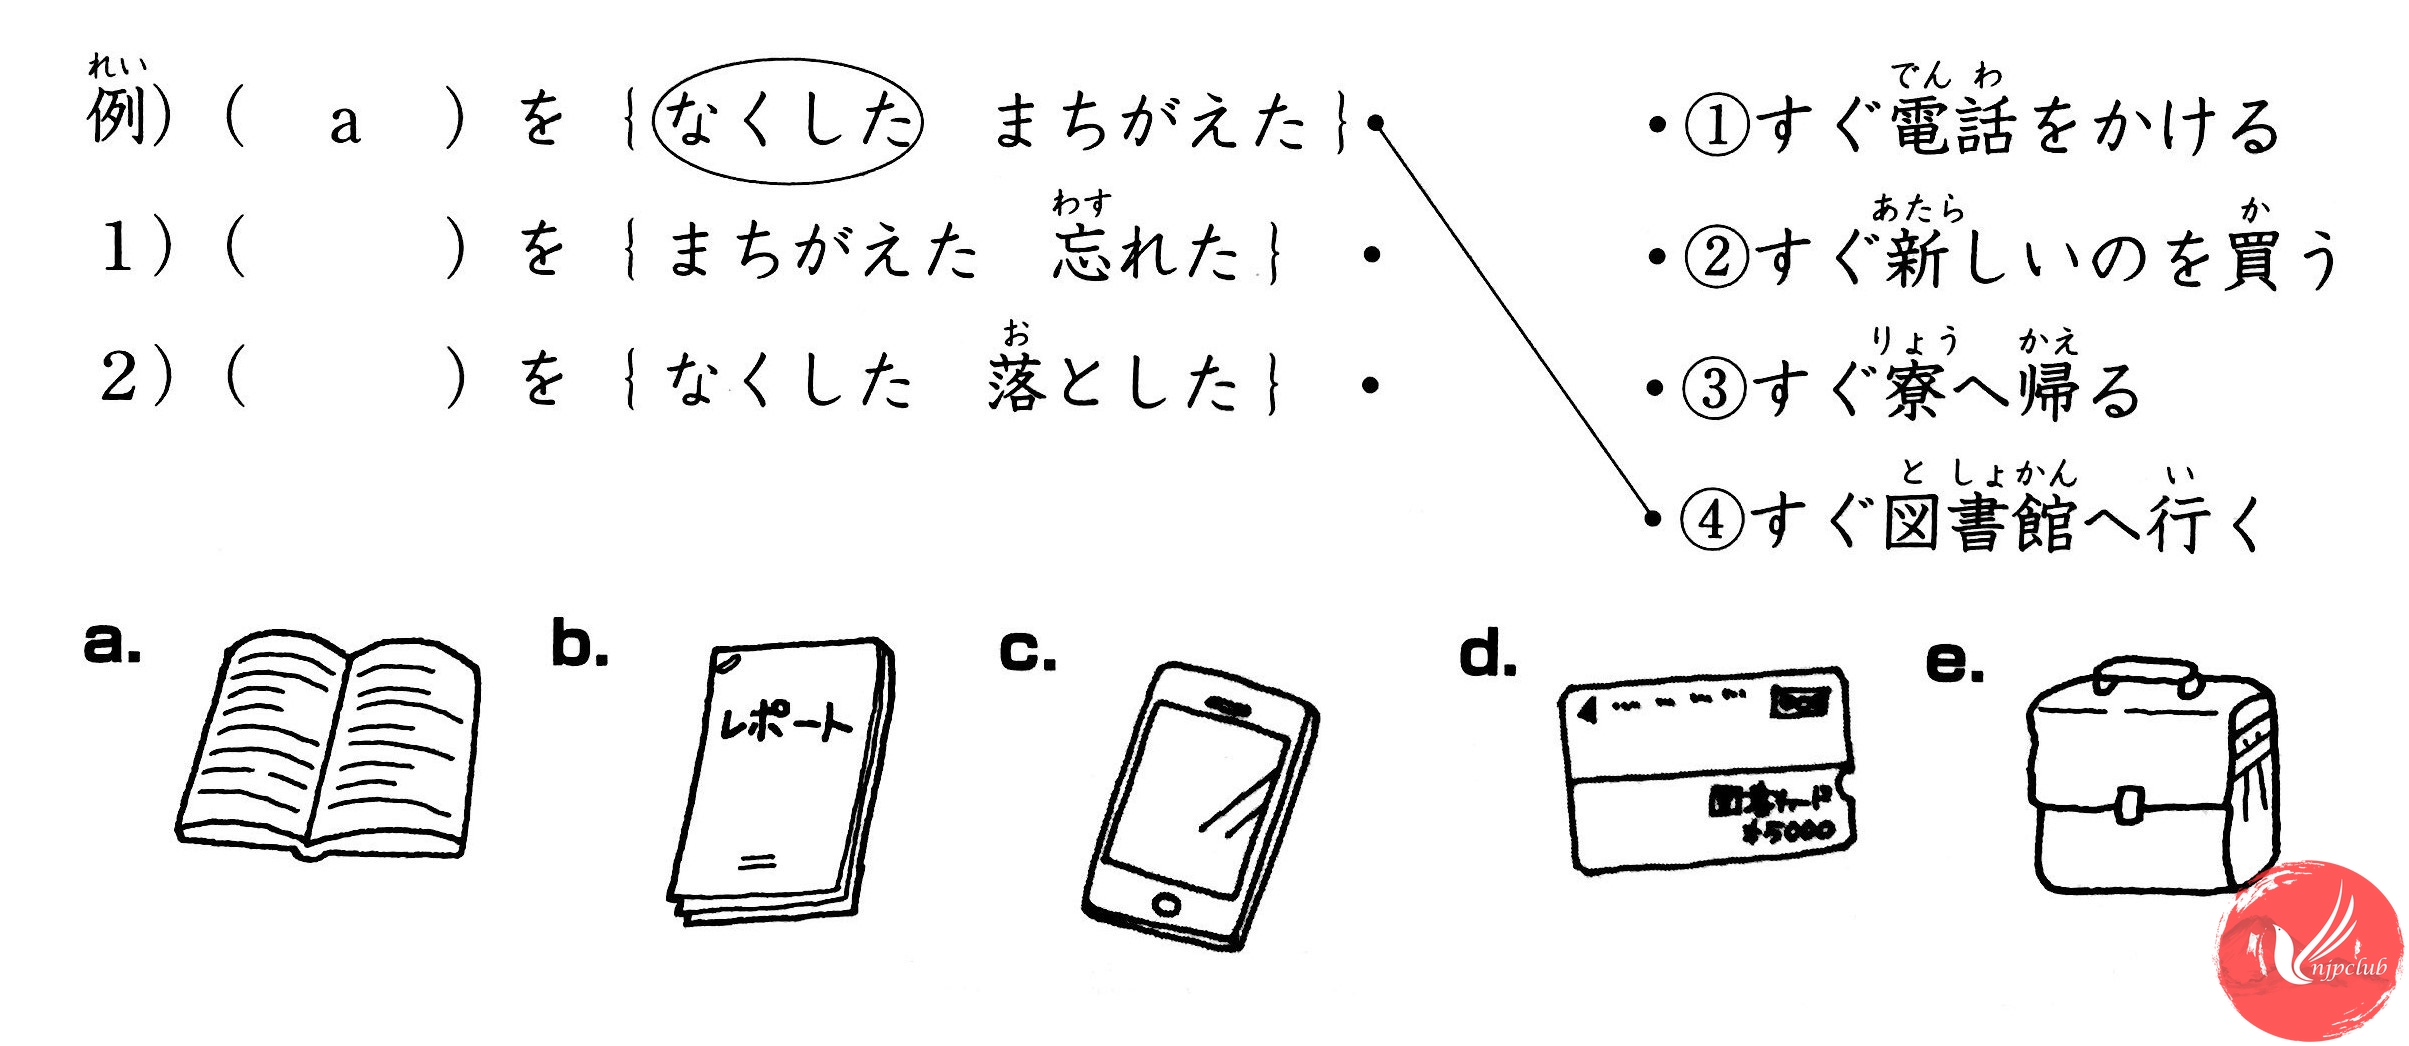 れい
例) ( a ) を {なくした まちがえた}
1) ( ) を {まちがえた 忘れた}
わす
2) ( ) を {なくした 落とした}
お
でんわ
①すぐ電話をかける
あたら か
②すぐ新しいのを買う
りょう かえ
③すぐ寮へ帰る
としょかん い
④すぐ図書館へ行く
a.
b.
レポート
c.
d.
カード
¥5000
e.
njpclub